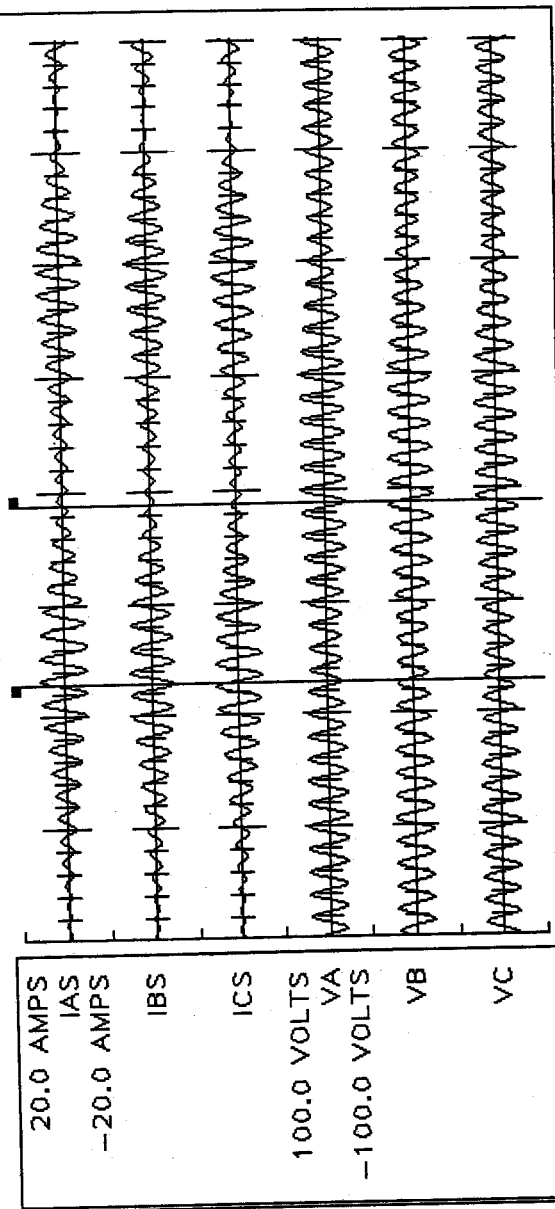 20.0 AMPS
IAS
-20.0 AMPS
IBS
ICS
100.0 VOLTS
VA
-100.0 VOLTS
VB
VC